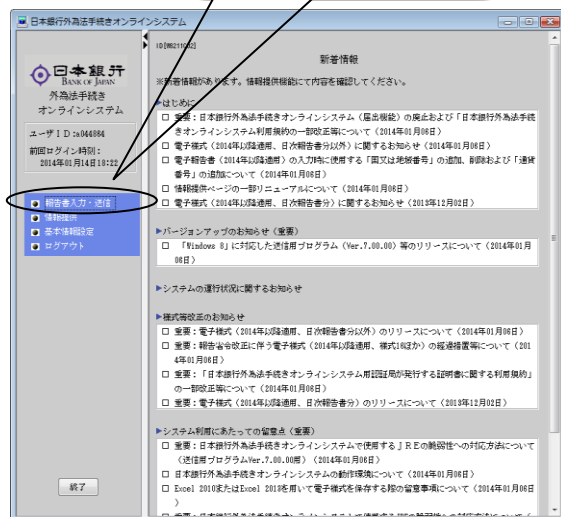 日本銀行外為法手続きオンラインシステム
日本銀行
BANK OF JAPAN
外為法手続き
オンラインシステム
ユーザID:a044864
前回ログイン時刻:
2014年01月14日18:22
報告書入力・送信
情報提供
基本情報設定
ログアウト
終了
新着情報
※新着情報があります。情報提供機能にて内容を確認してください。
▶はじめに
□ 重要:日本銀行外為法手続きオンラインシステム(届出機能)の廃止および「日本銀行外為法手続
きオンラインシステム利用規約の一部改正等について(2014年01月06日)
□ 電子様式(2014年以降適用、日次報告書分以外)に関するお知らせ(2014年01月06日)
□ 電子報告書(2014年以降適用)の入力時に使用する「国又は地域番号」の追加、削除および「通貨
番号」の追加について(2014年01月06日)
□ 情報提供ページの一部リニューアルについて(2014年01月06日)
□ 電子様式(2014年以降適用、日次報告書分)に関するお知らせ(2013年12月02日)
▶バージョンアップのお知らせ(重要)
□ 「Windows 8」に対応した送信用プログラム(Ver.7.00.00)等のリリースについて(2014年01月
06日)
▶システムの運行状況に関するお知らせ
▶様式等改正のお知らせ
□ 重要:電子様式(2014年以降適用、日次報告書分以外)のリリースについて(2014年01月06日)
□ 重要:報告省令改正に伴う電子様式(2014年以降適用、様式16ほか)の経過措置等について(201
4年01月06日)
□ 重要:「日本銀行外為法手続きオンラインシステム用認証局が発行する証明書に関する利用規約」
の一部改正等について(2014年01月06日)
□ 重要:電子様式(2014年以降適用、日次報告書分)のリリースについて(2013年12月02日)
▶システム利用にあたっての留意点(重要)
□ 重要:日本銀行外為法手続きオンラインシステムで使用するJREの脆弱性への対応方法について
(送信用プログラムVer.7.00.00用)(2014年01月06日)
□ 日本銀行外為法手続きオンラインシステムの動作環境について(2014年01月06日)
□ Excel 2010またはExcel 2013を用いて電子様式を保存する際の留意事項について(2014年01月06日
)